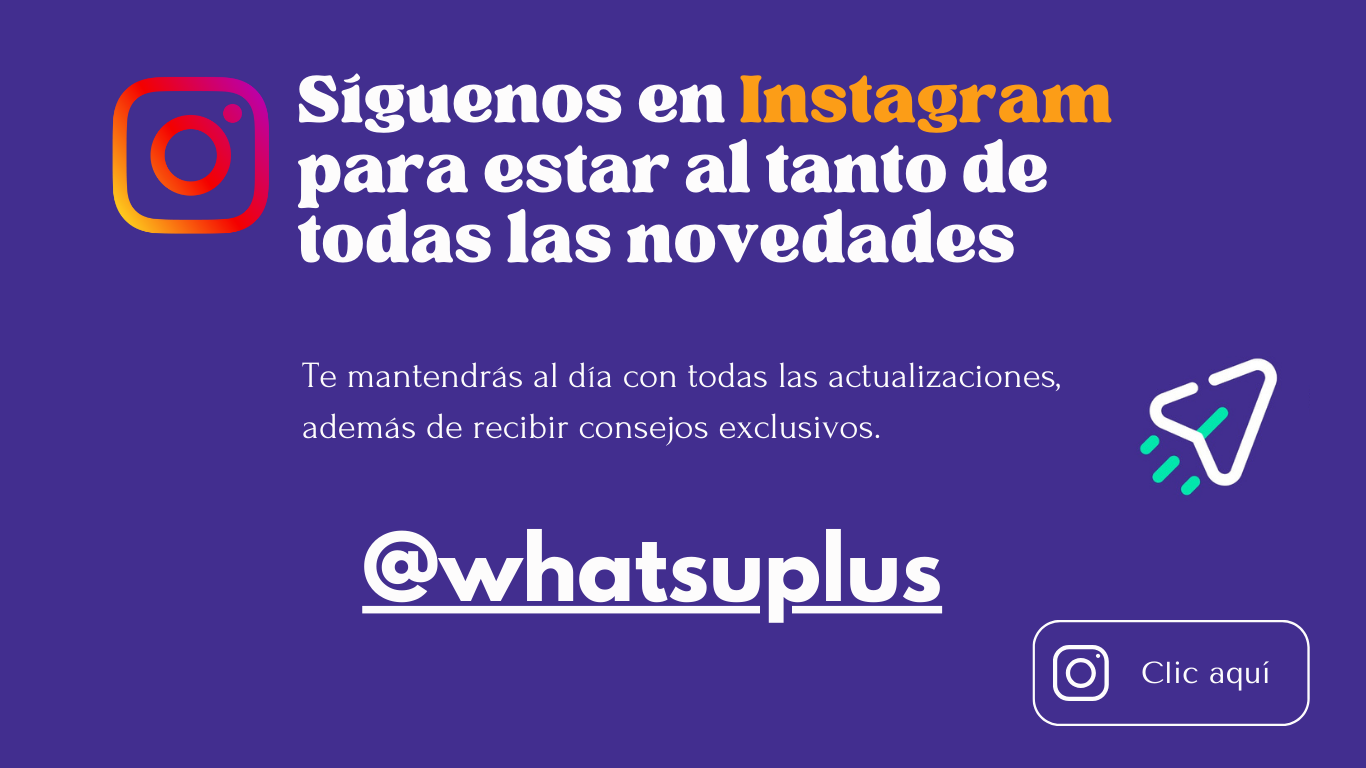 Síguenos en Instagram
para estar al tanto de
todas las novedades
Te mantendrás al día con todas las actualizaciones,
además de recibir consejos exclusivos.
@whatsuplus
Clic aquí